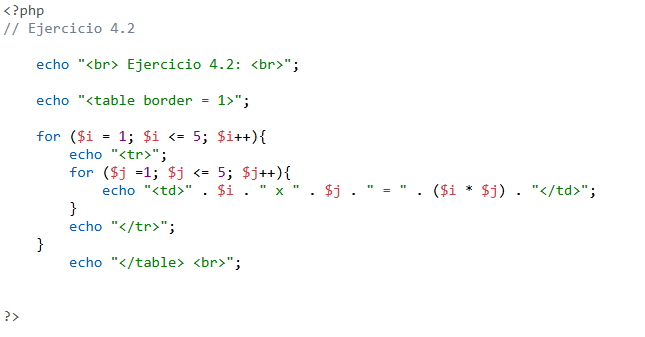 <?php
// Ejercicio 4.2
echo "<br> Ejercicio 4.2: <br>";
echo "<table border = 1>";
for ($i = 1; $i <= 5; $i++){
echo "<tr>";
for ($j =1; $j <= 5; $j++){
echo "<td>" . $i . " x " . $j . " = " . ($i * $j) . "</td>";
}
echo "</tr>";
}
echo "</table> <br>";
?>